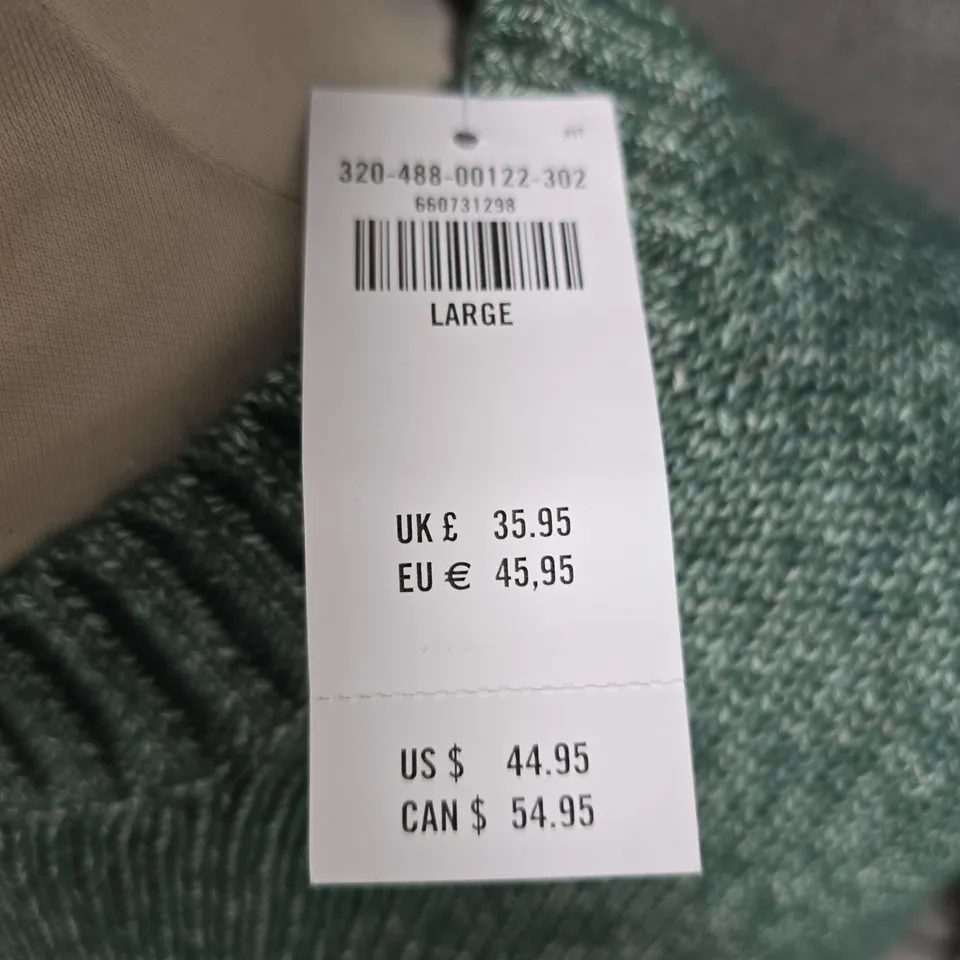 320-488-00122-302
660731298
LARGE
UK £ 35.95
EU € 45,95
US $ 44.95
CAN $ 54.95